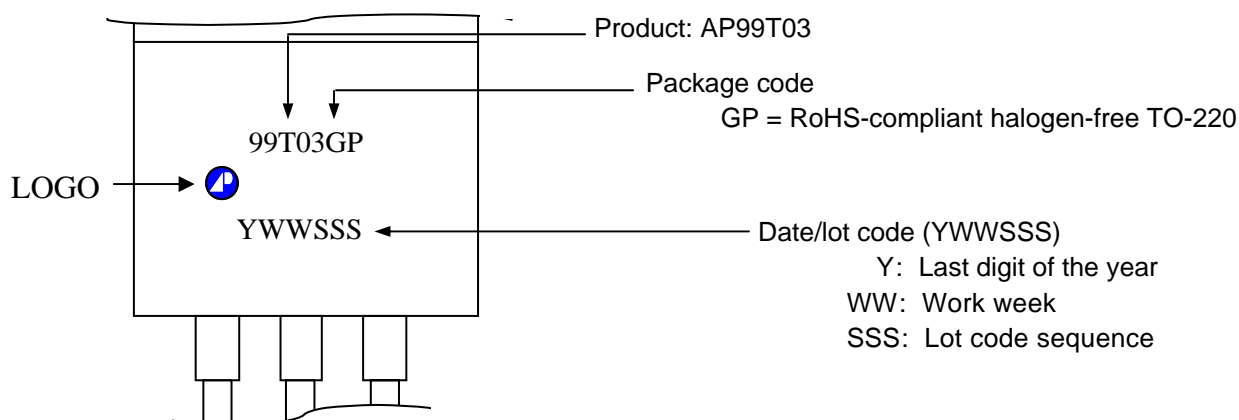 Product: AP99T03
Package code
GP = RoHS-compliant halogen-free TO-220
99T03GP
LOGO
AP
YWWSSS
Date/lot code (YWWSSS)
Y: Last digit of the year
WW: Work week
SSS: Lot code sequence